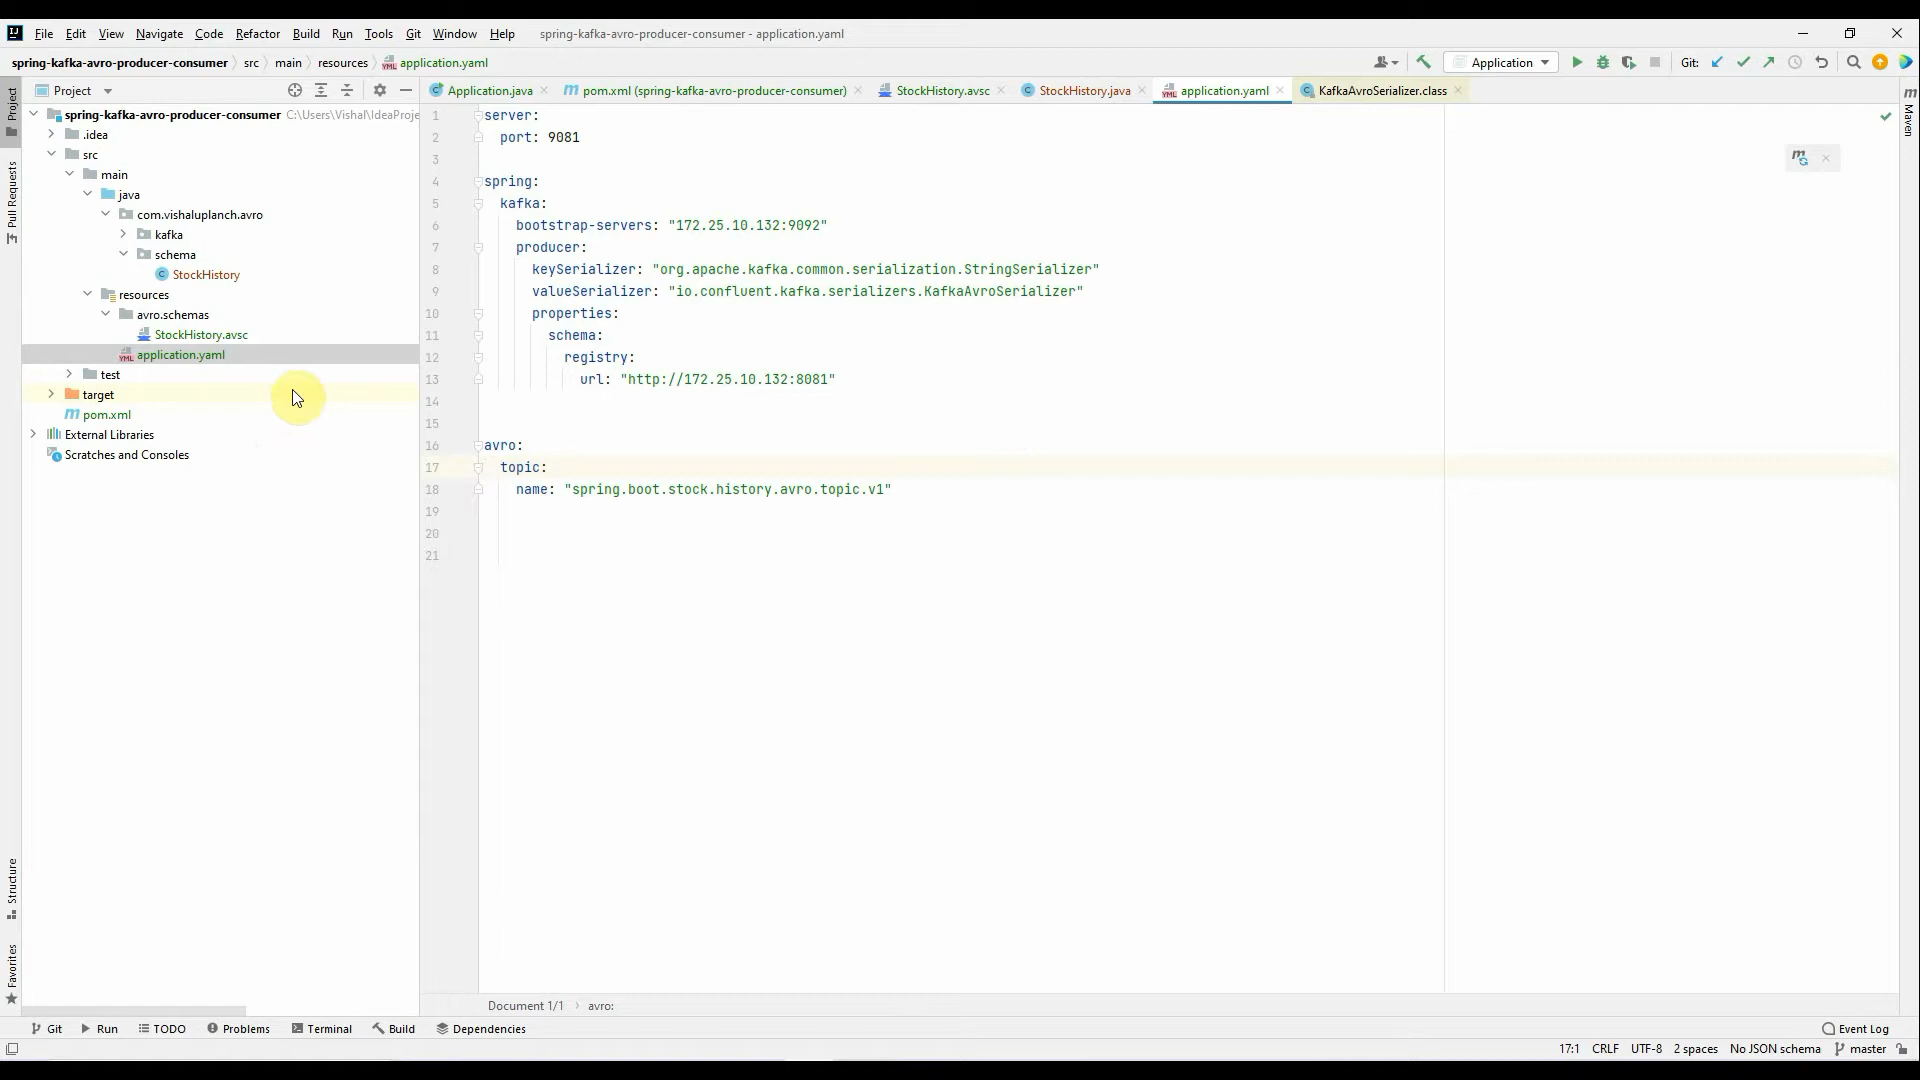 File Edit View Navigate Code Refactor Build Run Tools Git Window Help spring-kafka-avro-producer-consumer - application.yaml
spring-kafka-avro-producer-consumer src main resources application.yaml
Application
Git:
Project
Application.java
pom.xml (spring-kafka-avro-producer-consumer)
StockHistory.avsc
StockHistory.java
application.yaml
KafkaAvroSerializer.class
Project
Pull Requests
Structure
Favorites
Maven
spring-kafka-avro-producer-consumer C:\Users\Vishal\IdeaProje
.idea
src
main
java
com.vishaluplanch.avro
kafka
schema
StockHistory
resources
avro.schemas
StockHistory.avsc
application.yaml
test
target
pom.xml
External Libraries
Scratches and Consoles
1 server:
2 port: 9081
3
4 spring:
5 kafka:
6 bootstrap-servers: "172.25.10.132:9092"
7 producer:
8 keySerializer: "org.apache.kafka.common.serialization.StringSerializer"
9 valueSerializer: "io.confluent.kafka.serializers.KafkaAvroSerializer"
10 properties:
11 schema:
12 registry:
13 url: "http://172.25.10.132:8081"
14
15
16 avro:
17 topic:
18 name: "spring.boot.stock.history.avro.topic.v1"
19
20
21
Document 1/1 avro:
Git Run TODO Problems Terminal Build Dependencies Event Log
17:1 CRLF UTF-8 2 spaces No JSON schema master